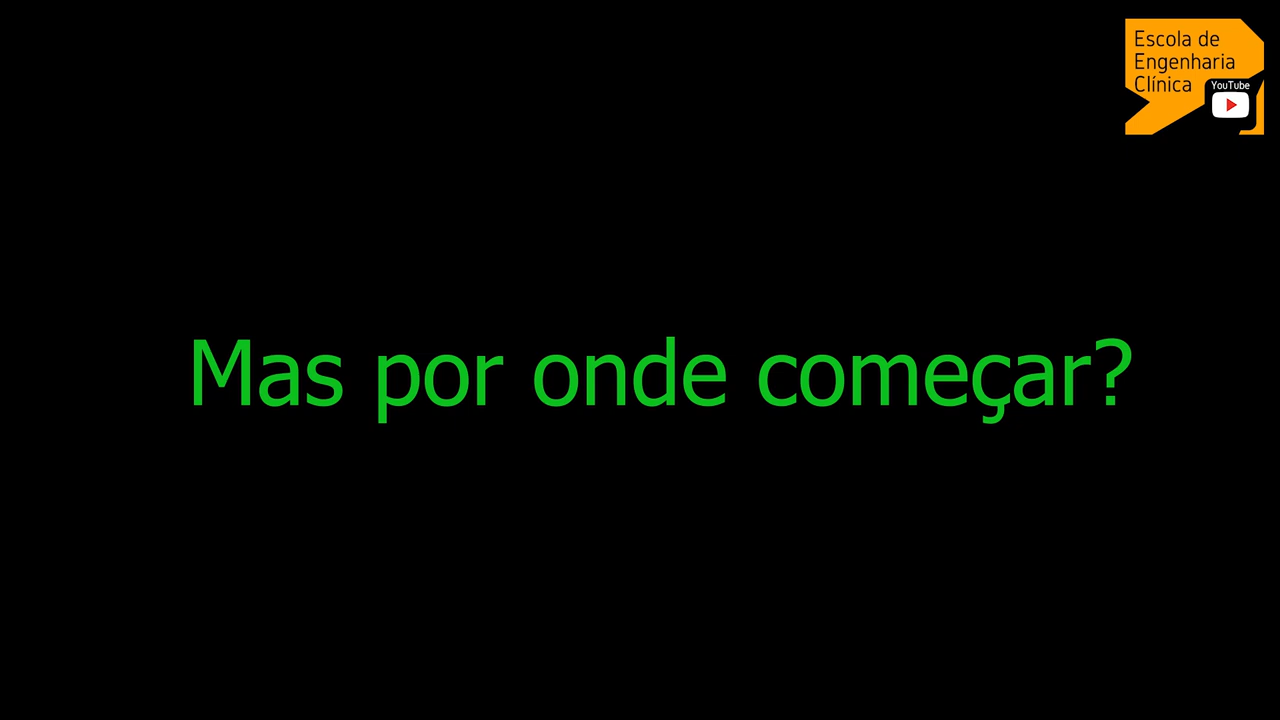 Escola de
Engenharia
Clínica
YouTube
Mas por onde começar?